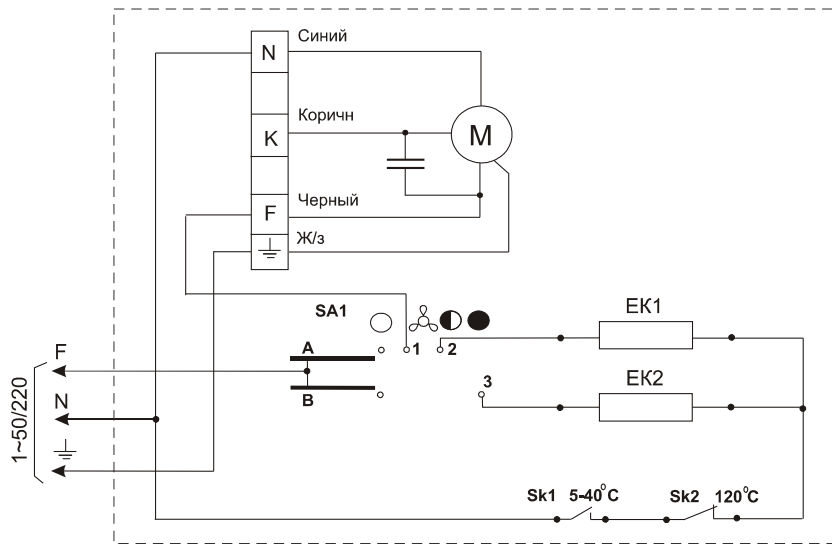 Синий
N
Коричн
K
M
Черный
F
Ж/з
SA1
EK1
A
1
2
F
B
3
EK2
N
1~50/220
Sk1 5-40°C
Sk2 120°C